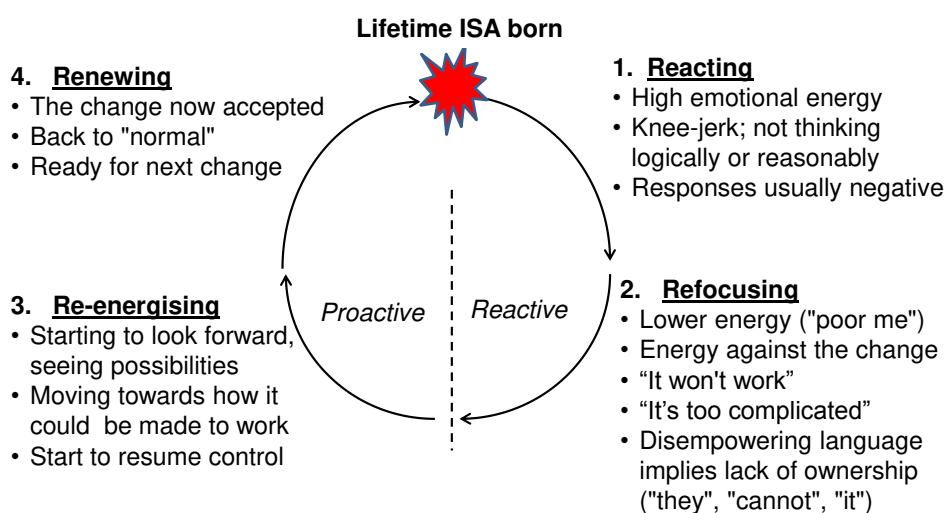 Lifetime ISA born
1. Reacting
• High emotional energy
• Knee-jerk; not thinking
logically or reasonably
• Responses usually negative
2. Refocusing
• Lower energy ("poor me")
• Energy against the change
• “It won't work”
• “It’s too complicated”
• Disempowering language
implies lack of ownership
("they", "cannot", "it")
3. Re-energising
• Starting to look forward,
seeing possibilities
• Moving towards how it
could be made to work
• Start to resume control
4. Renewing
• The change now accepted
• Back to "normal"
• Ready for next change
Proactive
Reactive